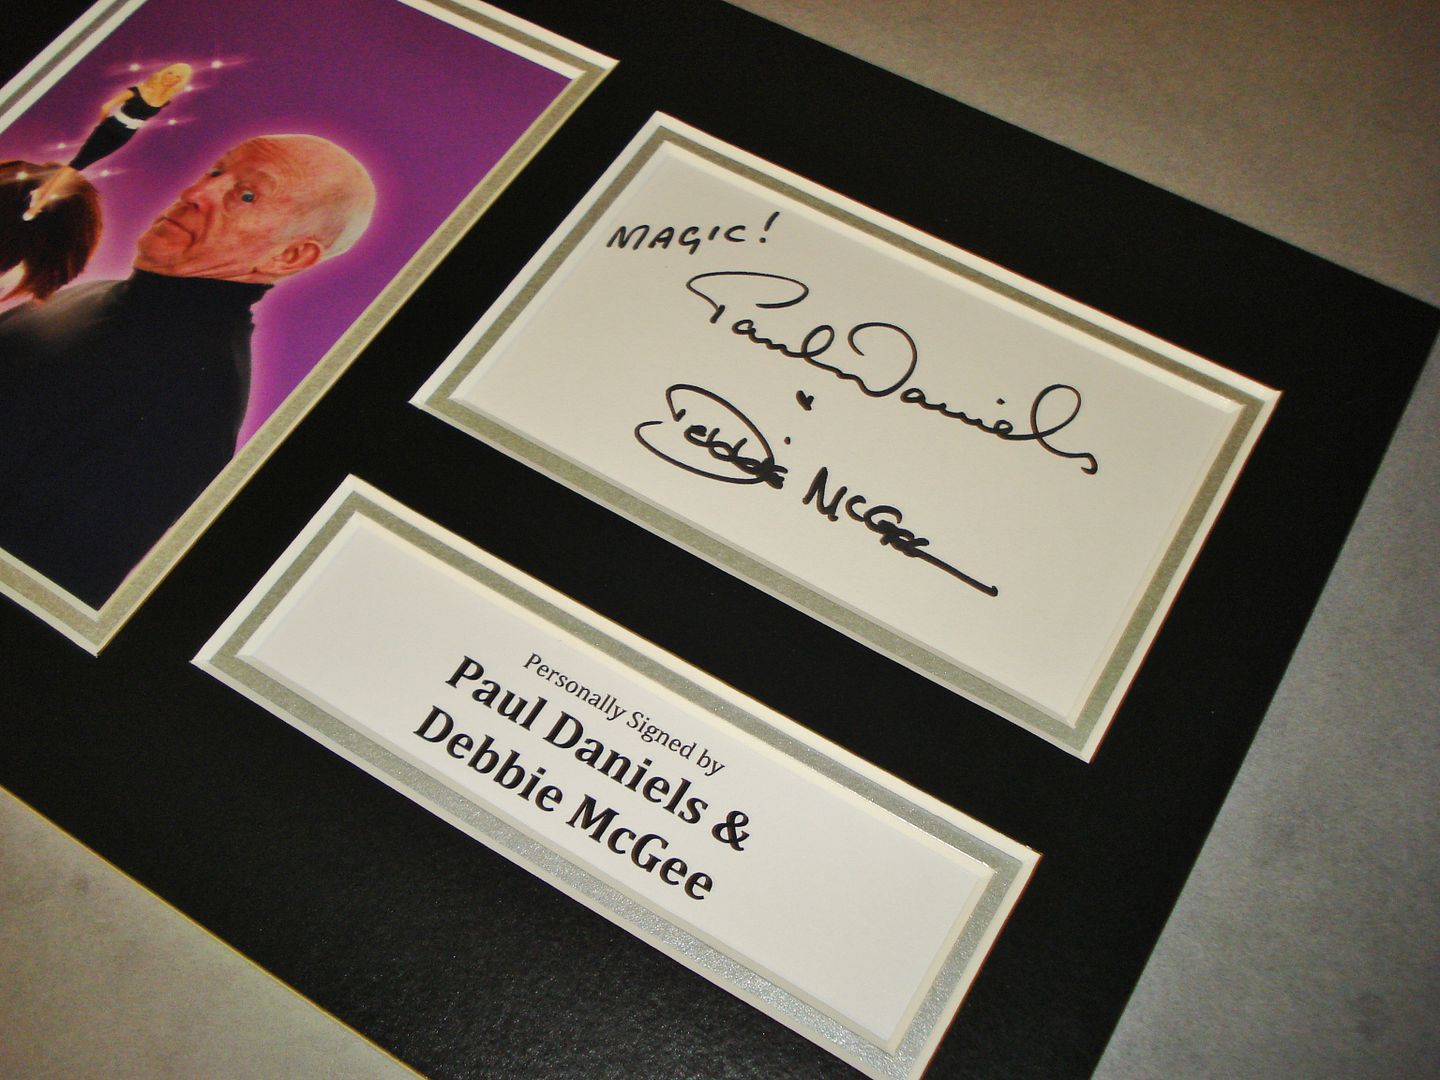 MAGIC!
Paul Daniels
+
Debbie McGee
Personally Signed by
Paul Daniels &
Debbie McGee